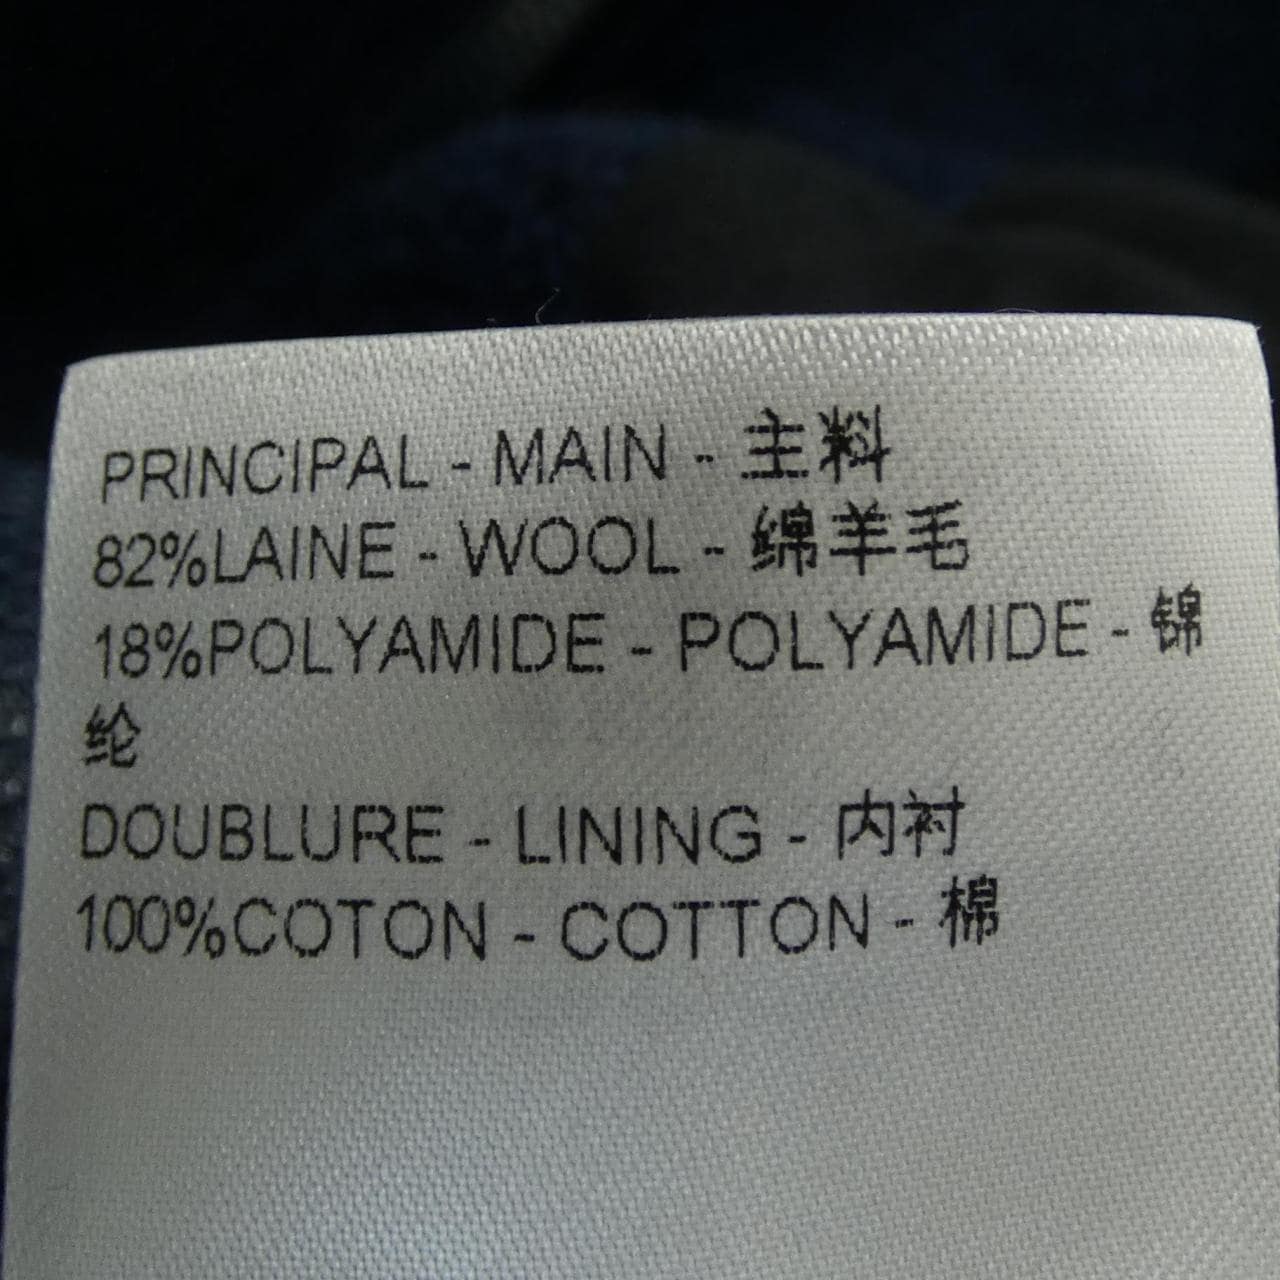 PRINCIPAL - MAIN - 主料
82%LAINE - WOOL - 绵羊毛
18%POLYAMIDE - POLYAMIDE - 锦
纶
DOUBLURE - LINING - 内衬
100%COTON - COTTON - 棉